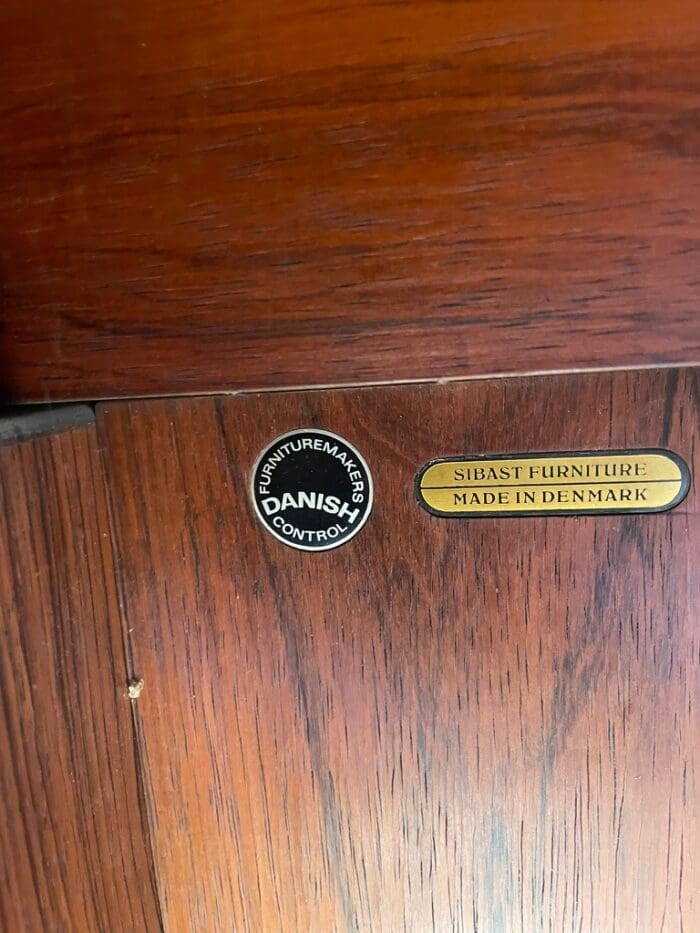 FURNITUREMAKERS
DANISH
CONTROL
SIBAST FURNITURE
MADE IN DENMARK